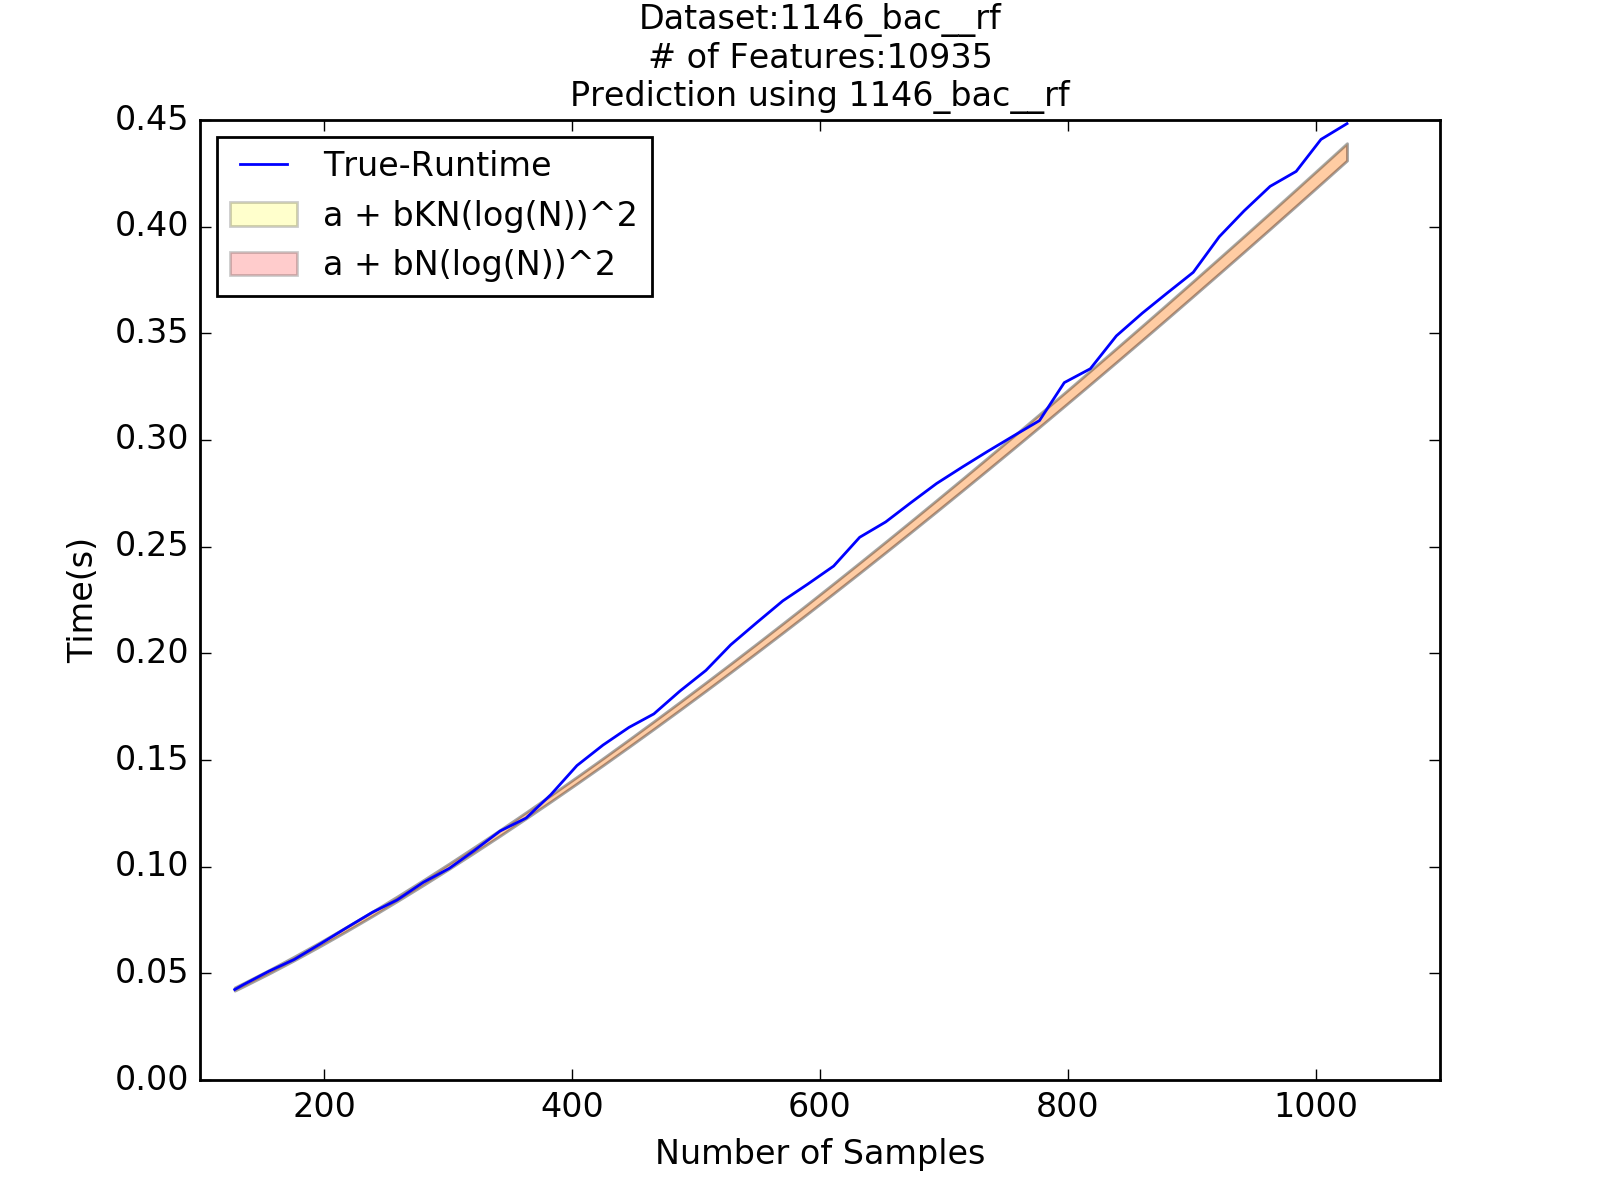 Dataset:1146_bac__rf
# of Features:10935
Prediction using 1146_bac__rf
0.45
0.40
0.35
0.30
0.25
0.20
0.15
0.10
0.05
0.00
Time(s)
True-Runtime
a + bKN(log(N))^2
a + bN(log(N))^2
200 400 600 800 1000
Number of Samples